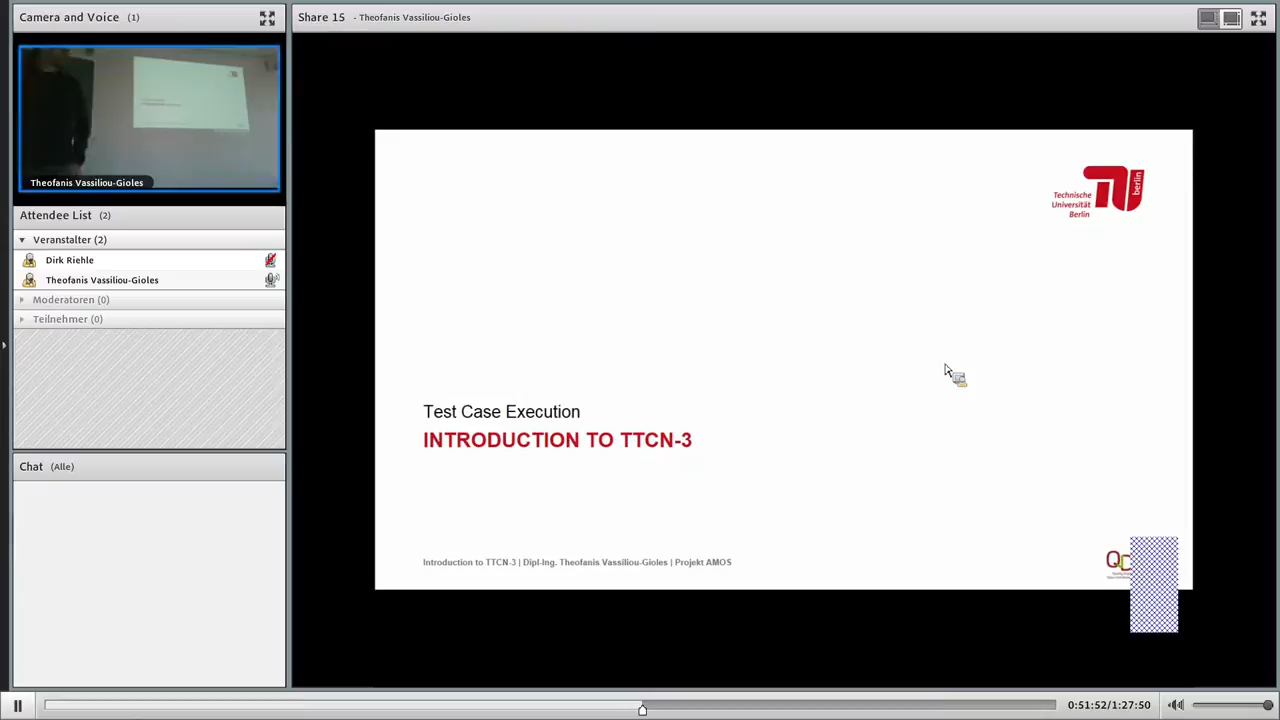 Camera and Voice (1)
Share 15 - Theofanis Vassiliou-Gioles
Theofanis Vassiliou-Gioles
Attendee List (2)
Veranstalter (2)
Dirk Riehle
Theofanis Vassiliou-Gioles
Moderatoren (0)
Teilnehmer (0)
Chat (Alle)
Technische
Universität
Berlin
berlin
Test Case Execution
INTRODUCTION TO TTCN-3
Introduction to TTCN-3 | Dipl-Ing. Theofanis Vassiliou-Gioles | Projekt AMOS
0:51:52/1:27:50